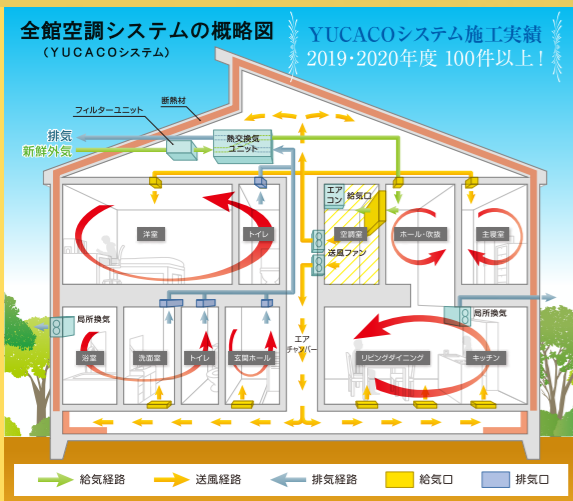 全館空調システムの概略図
（YUCACOシステム）
YUCACOシステム施工実績
2019･2020年度 100件以上！
断熱材
フィルターユニット
排気
新鮮外気
熱交換気
ユニット
エア
コン
給気口
洋室
トイレ
空調室
ホール・吹抜
主寝室
送風ファン
局所換気
局所換気
エア
チャンバー
浴室
洗面室
トイレ
玄関ホール
リビングダイニング
キッチン
給気経路
送風経路
排気経路
給気口
排気口